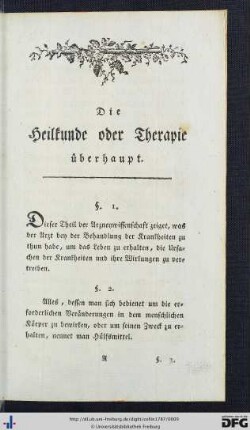 Die
Heilkunde oder Therapie
überhaupt.
§. 1.
Dieser Theil der Arzneywissenschaft zeiget, was
der Arzt bey der Behandlung der Krankheiten zu
thun habe, um das Leben zu erhalten, die Ursa-
chen der Krankheiten und ihre Wirkungen zu ver-
treiben.
§. 2.
Alles, dessen man sich bedienet um die er-
forderlichen Veränderungen in dem menschlichen
Körper zu bewirken, oder um seinen Zweck zu er-
halten, nennet man Hülfsmittel.
R §. 3.
© Universitätsbibliothek Freiburg
DFG